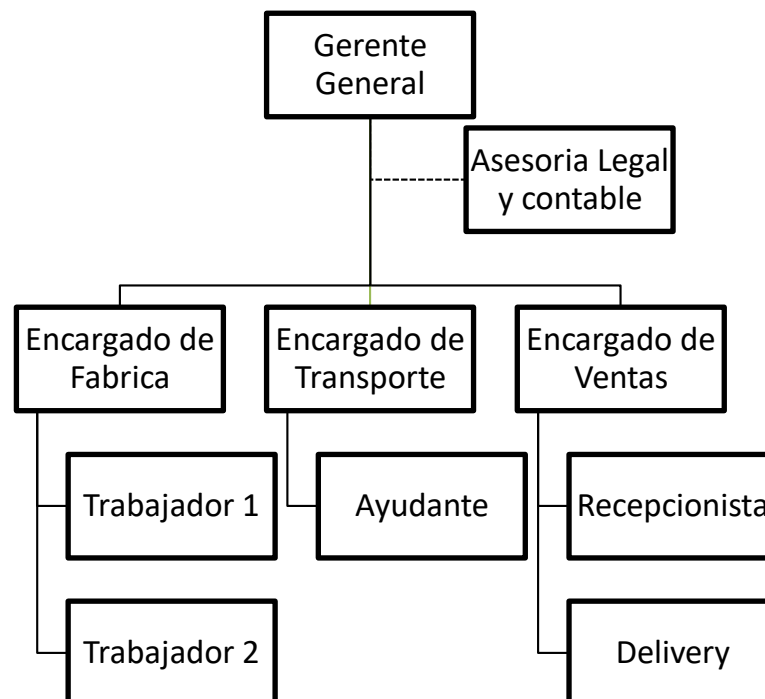 Gerente
General
Asesoria Legal
y contable
Encargado de
Fabrica
Encargado de
Transporte
Encargado de
Ventas
Trabajador 1
Ayudante
Recepcionista
Trabajador 2
Delivery